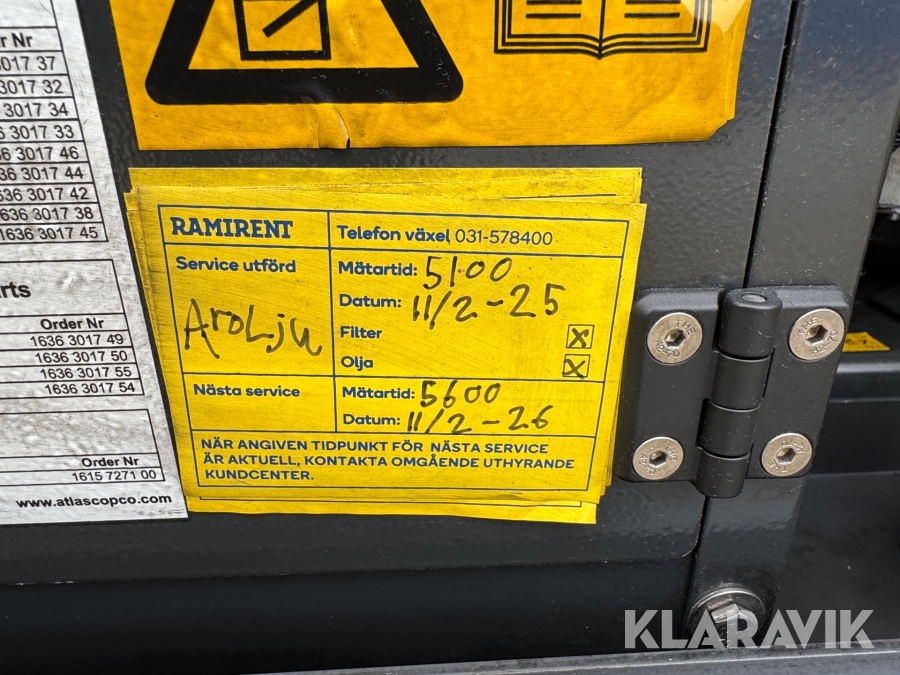 r Nr
3017 37
3017 32
3017 34
6 3017 33
36 3017 46
636 3017 44
636 3017 42
636 3017 38
1636 3017 45
rts
Order Nr
1636 3017 49
1636 3017 50
1636 3017 55
1636 3017 54
Order Nr
1615 7271 00
www.atlascopco.com
RAMIRENT
Telefon växel 031-578400
Service utförd
Mätartid: 5100
Datum: 11/2-25
Filter
Olja
Nästa service
Mätartid: 5600
Datum: 11/2-26
NÄR ANGIVEN TIDPUNKT FÖR NÄSTA SERVICE
ÄR AKTUELL, KONTAKTA OMGÅENDE UTHYRANDE
KUNDCENTER.
KLARAVIK